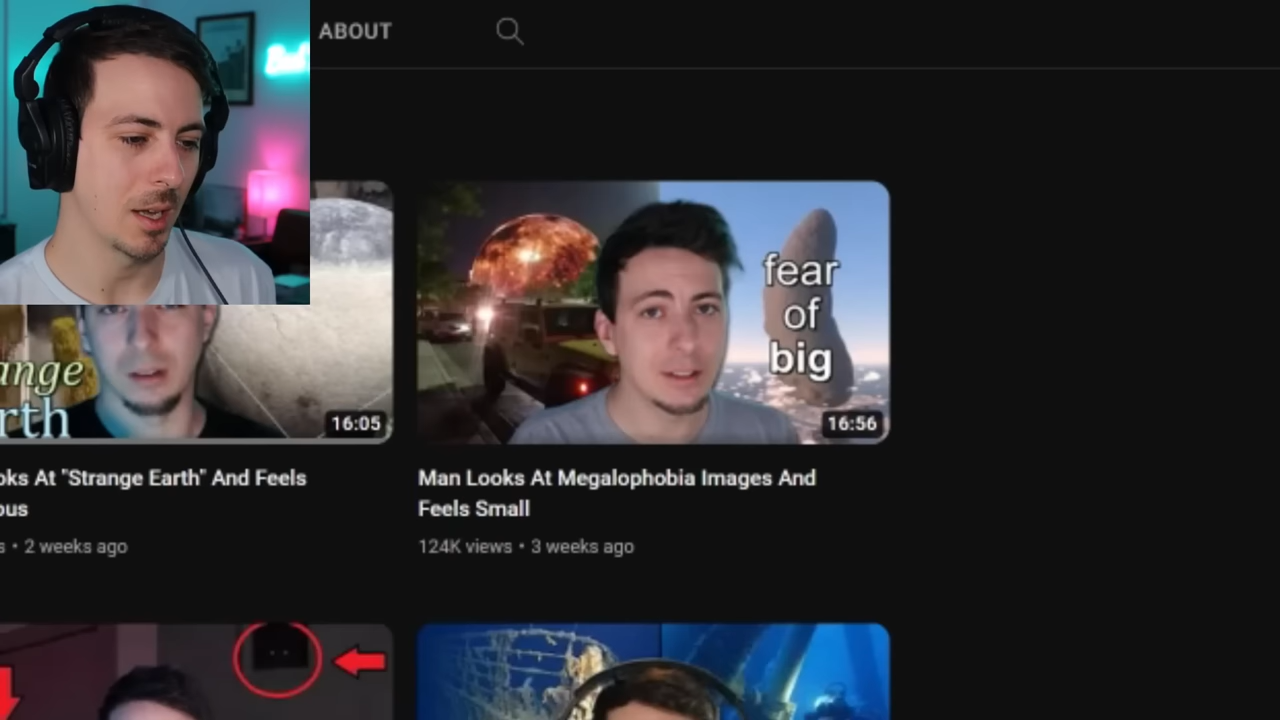 ABOUT
fear
of
big
ange
rth
16:05
16:56
oks At "Strange Earth" And Feels
ous
s • 2 weeks ago
Man Looks At Megalophobia Images And
Feels Small
124K views • 3 weeks ago